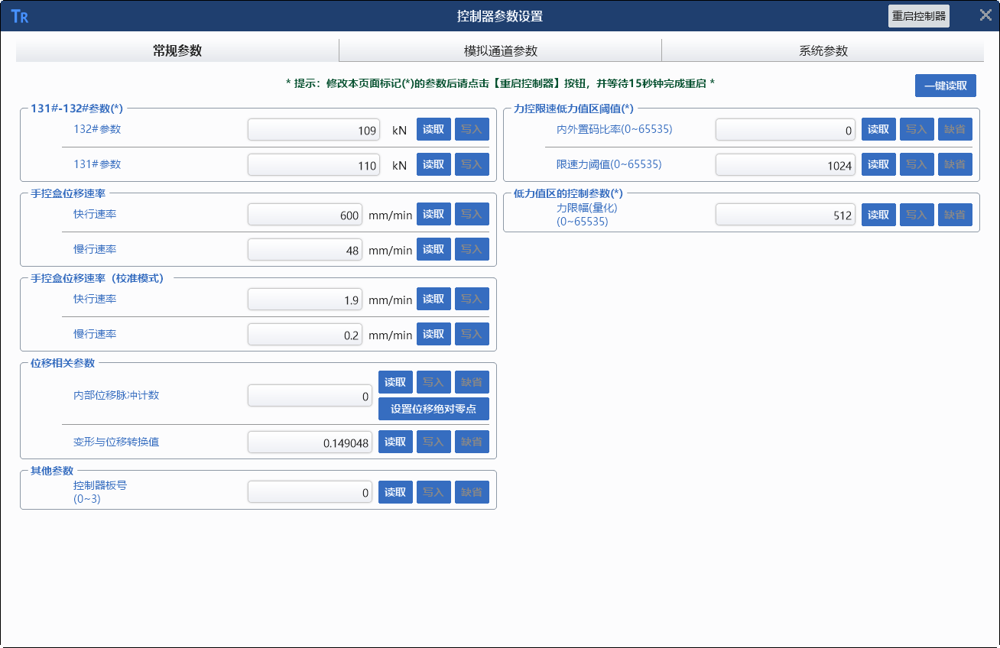 TR
控制器参数设置
重启控制器
常规参数
模拟通道参数
系统参数
* 提示：修改本页面标记(*)的参数后请点击【重启控制器】按钮，并等待15秒钟完成重启 *
一键读取
131#-132#参数(*)
132#参数 109 kN 读取 写入
131#参数 110 kN 读取 写入
手控盒位移速率
快行速率 600 mm/min 读取 写入
慢行速率 48 mm/min 读取 写入
手控盒位移速率（校准模式）
快行速率 1.9 mm/min 读取 写入
慢行速率 0.2 mm/min 读取 写入
位移相关参数
内部位移脉冲计数 0 读取 写入 缺省
设置位移绝对零点
变形与位移转换值 0.149048 读取 写入 缺省
其他参数
控制器板号
(0~3)
0 读取 写入 缺省
力控限速低力值区阈值(*)
内外置码比率(0~65535) 0 读取 写入 缺省
限速力阈值(0~65535) 1024 读取 写入 缺省
低力值区的控制参数(*)
力限幅(量化)
(0~65535)
512 读取 写入 缺省